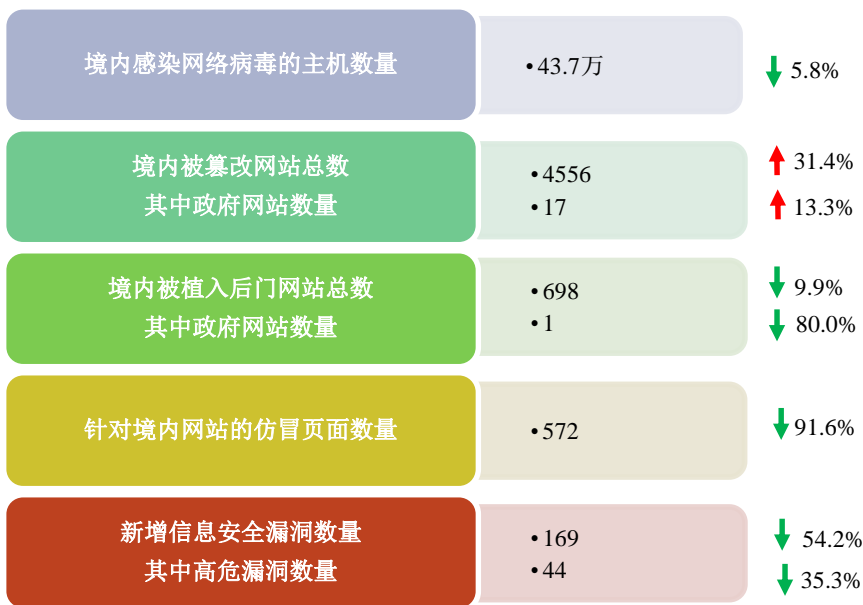 境内感染网络病毒的主机数量
•43.7万
5.8%
境内被篡改网站总数
其中政府网站数量
•4556
•17
31.4%
13.3%
境内被植入后门网站总数
其中政府网站数量
•698
•1
9.9%
80.0%
针对境内网站的仿冒页面数量
•572
91.6%
新增信息安全漏洞数量
其中高危漏洞数量
•169
•44
54.2%
35.3%